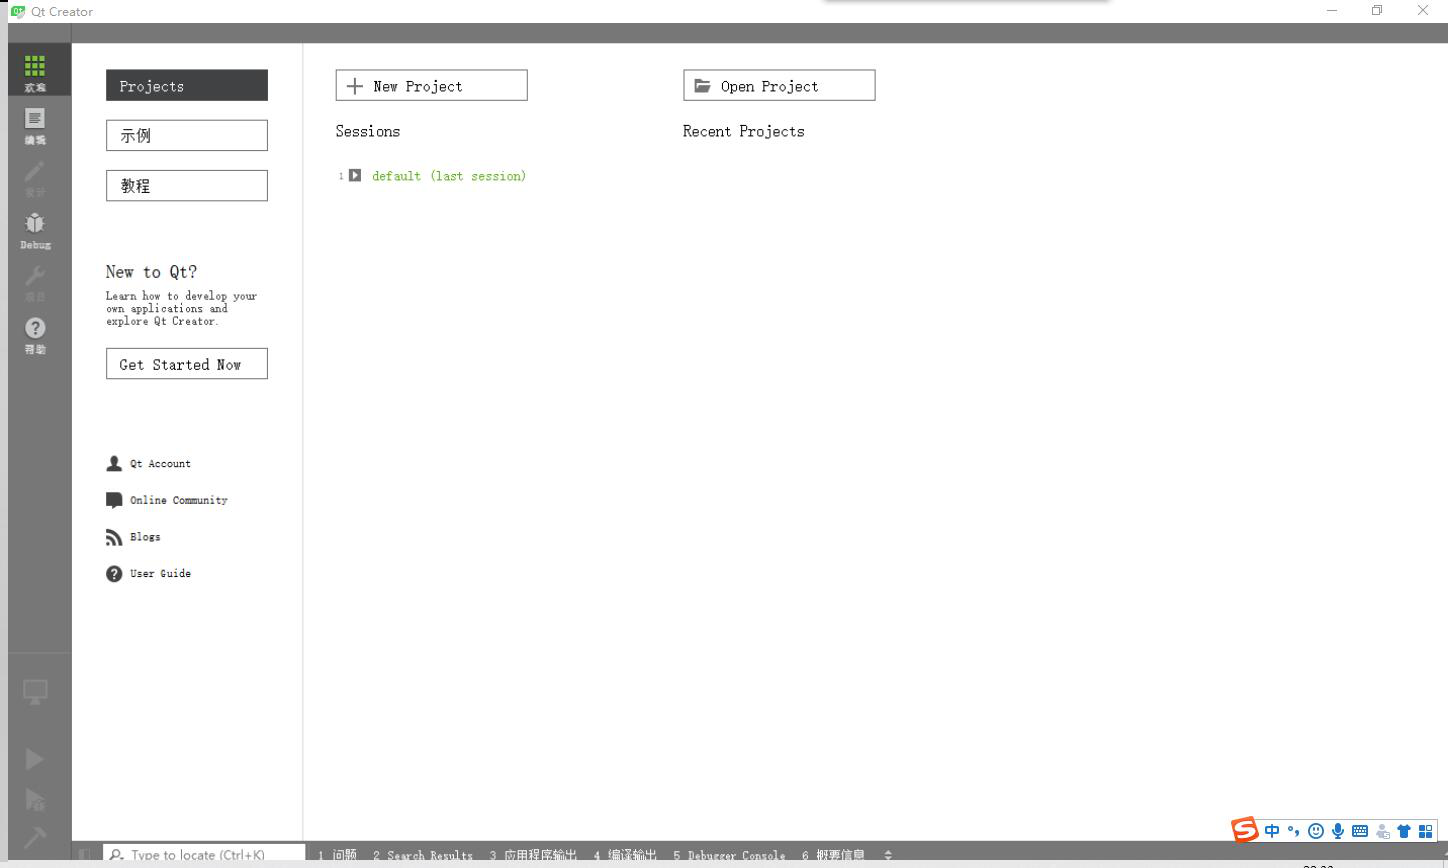 Qt Creator
欢迎
编辑
设计
Debug
项目
帮助
Projects
示例
教程
New to Qt?
Learn how to develop your
own applications and
explore Qt Creator.
Get Started Now
Qt Account
Online Community
Blogs
User Guide
New Project
Sessions
1 default (last session)
Open Project
Recent Projects
Type to locate (Ctrl+K)
1 问题 2 Search Results 3 应用程序输出 4 编译输出 5 Debugger Console 6 概要信息
S 中